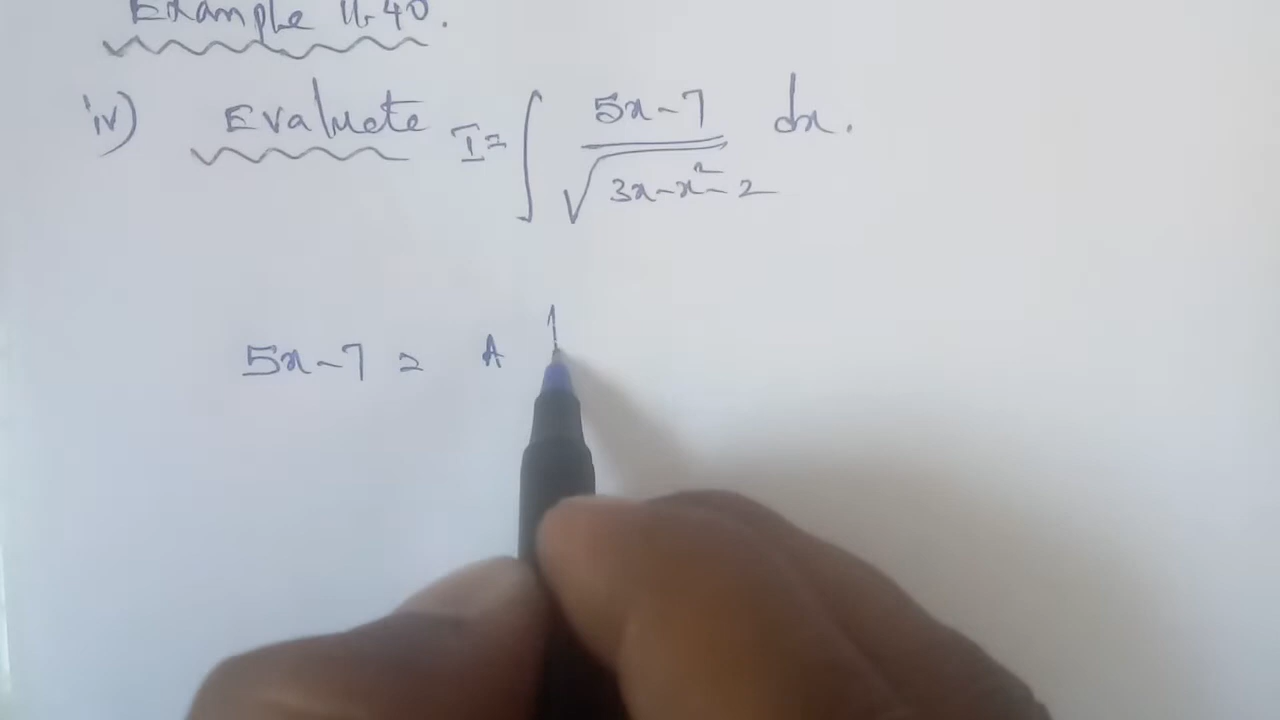 Example 11.40.
iv) Evaluate I = ∫ (5x-7)/√(3x-x²-2) dx.
5x-7 = A